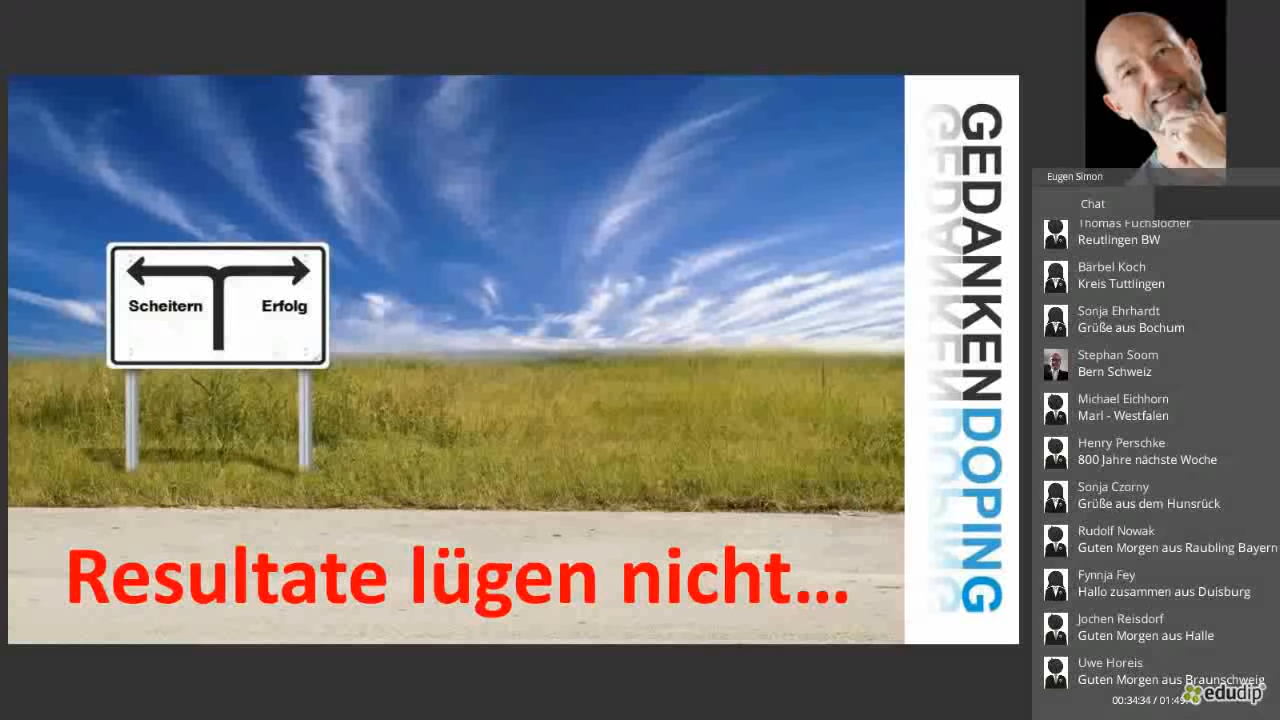 Scheitern
Erfolg
Resultate lügen nicht...
GEDANKENDOPING
Eugen Simon
Chat
Thomas Fuchslocher
Reutlingen BW
Bärbel Koch
Kreis Tuttlingen
Sonja Ehrhardt
Grüße aus Bochum
Stephan Soom
Bern Schweiz
Michael Eichhorn
Marl - Westfalen
Henry Perschke
800 Jahre nächste Woche
Sonja Czorny
Grüße aus dem Hunsrück
Rudolf Nowak
Guten Morgen aus Raubling Bayern
Fynnja Fey
Hallo zusammen aus Duisburg
Jochen Reisdorf
Guten Morgen aus Halle
Uwe Horeis
Guten Morgen aus Braunschweig
00:34:34 /
edudip